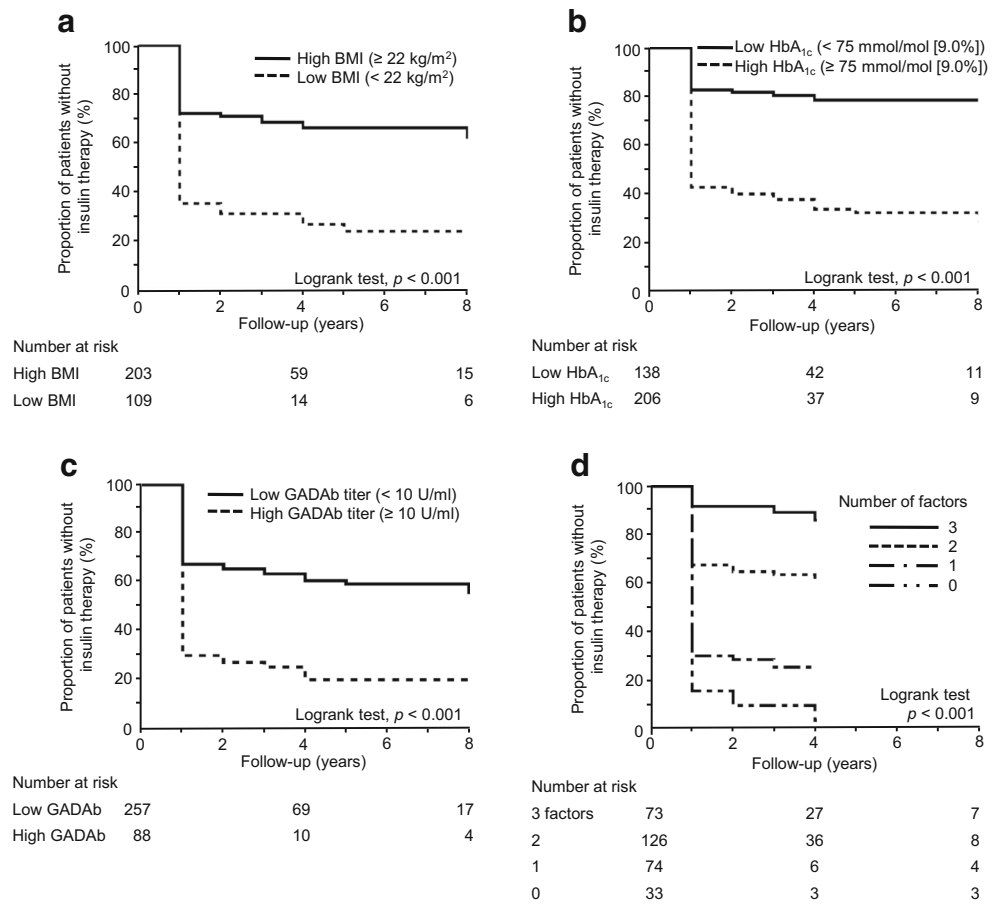 a
Proportion of patients without
insulin therapy (%)
100
80
60
40
20
0
High BMI (≥ 22 kg/m²)
Low BMI (< 22 kg/m²)
Logrank test, p < 0.001
0 2 4 6 8
Follow-up (years)
Number at risk
High BMI 203 59 15
Low BMI 109 14 6
b
Proportion of patients without
insulin therapy (%)
100
80
60
40
20
0
Low HbA1c (< 75 mmol/mol [9.0%])
High HbA1c (≥ 75 mmol/mol [9.0%])
Logrank test, p < 0.001
0 2 4 6 8
Follow-up (years)
Number at risk
Low HbA1c 138 42 11
High HbA1c 206 37 9
c
Proportion of patients without
insulin therapy (%)
100
80
60
40
20
0
Low GADAb titer (< 10 U/ml)
High GADAb titer (≥ 10 U/ml)
Logrank test, p < 0.001
0 2 4 6 8
Follow-up (years)
Number at risk
Low GADAb 257 69 17
High GADAb 88 10 4
d
Proportion of patients without
insulin therapy (%)
100
80
60
40
20
0
Number of factors
3
2
1
0
Logrank test
p < 0.001
0 2 4 6 8
Follow-up (years)
Number at risk
3 factors 73 27 7
2 126 36 8
1 74 6 4
0 33 3 3